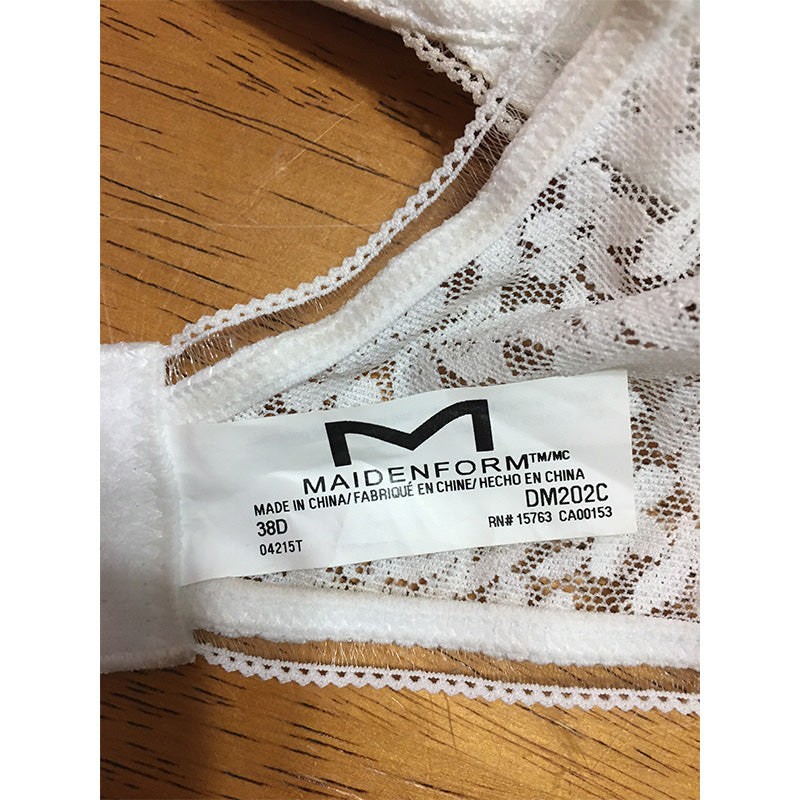 M
MAIDENFORM™/MC
MADE IN CHINA/ FABRIQUÉ EN CHINE/ HECHO EN CHINA
38D DM202C
04215T RN# 15763 CA00153